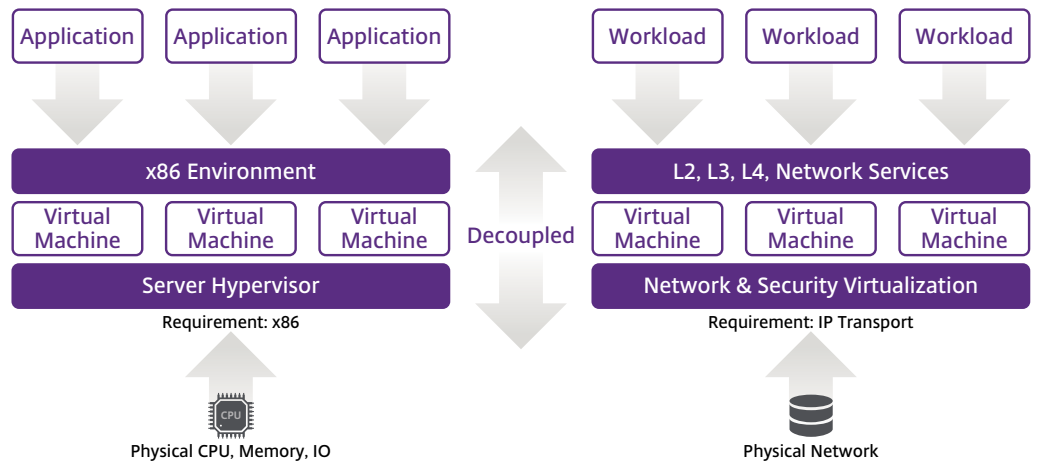 Application
Application
Application
Workload
Workload
Workload
x86 Environment
L2, L3, L4, Network Services
Virtual
Machine
Virtual
Machine
Virtual
Machine
Decoupled
Virtual
Machine
Virtual
Machine
Virtual
Machine
Server Hypervisor
Network & Security Virtualization
Requirement: x86
Requirement: IP Transport
CPU
Physical CPU, Memory, IO
Physical Network